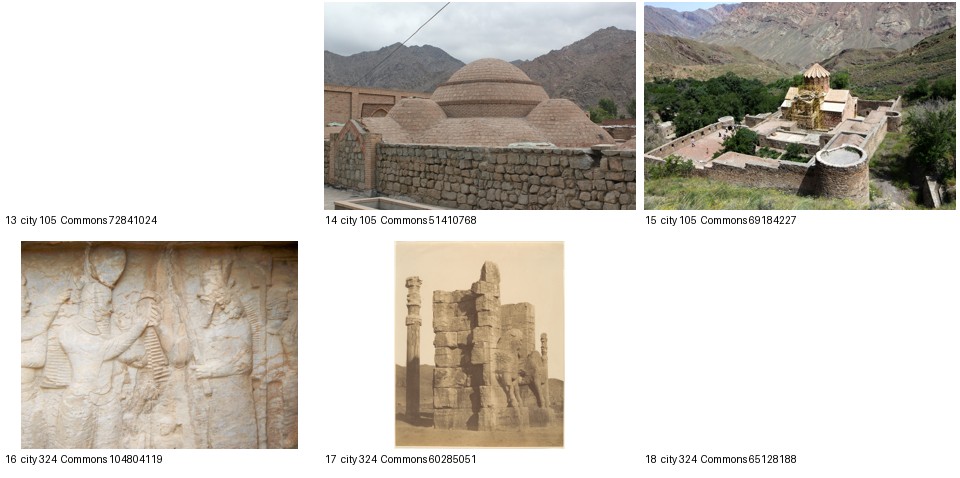 13 city 105 Commons 72841024
14 city 105 Commons 51410768
15 city 105 Commons 69184227
16 city 324 Commons 104804119
17 city 324 Commons 60285051
18 city 324 Commons 65128188